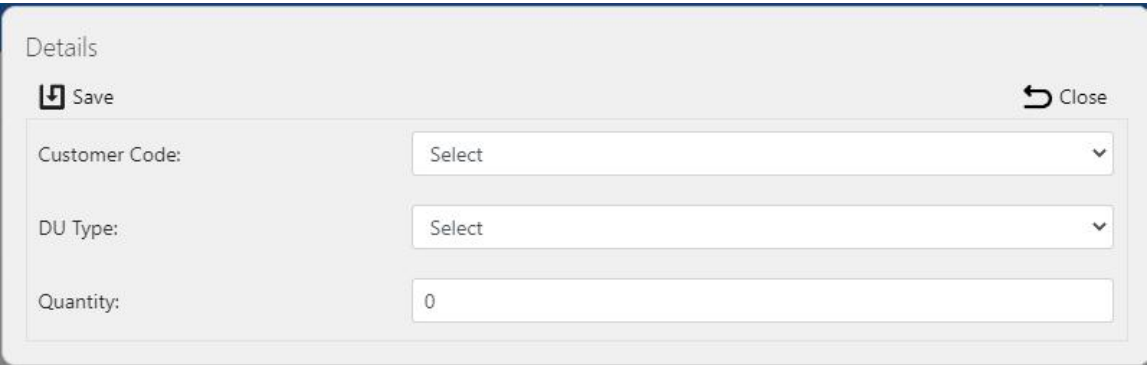 Details
Save Close
Customer Code: Select
DU Type: Select
Quantity: 0